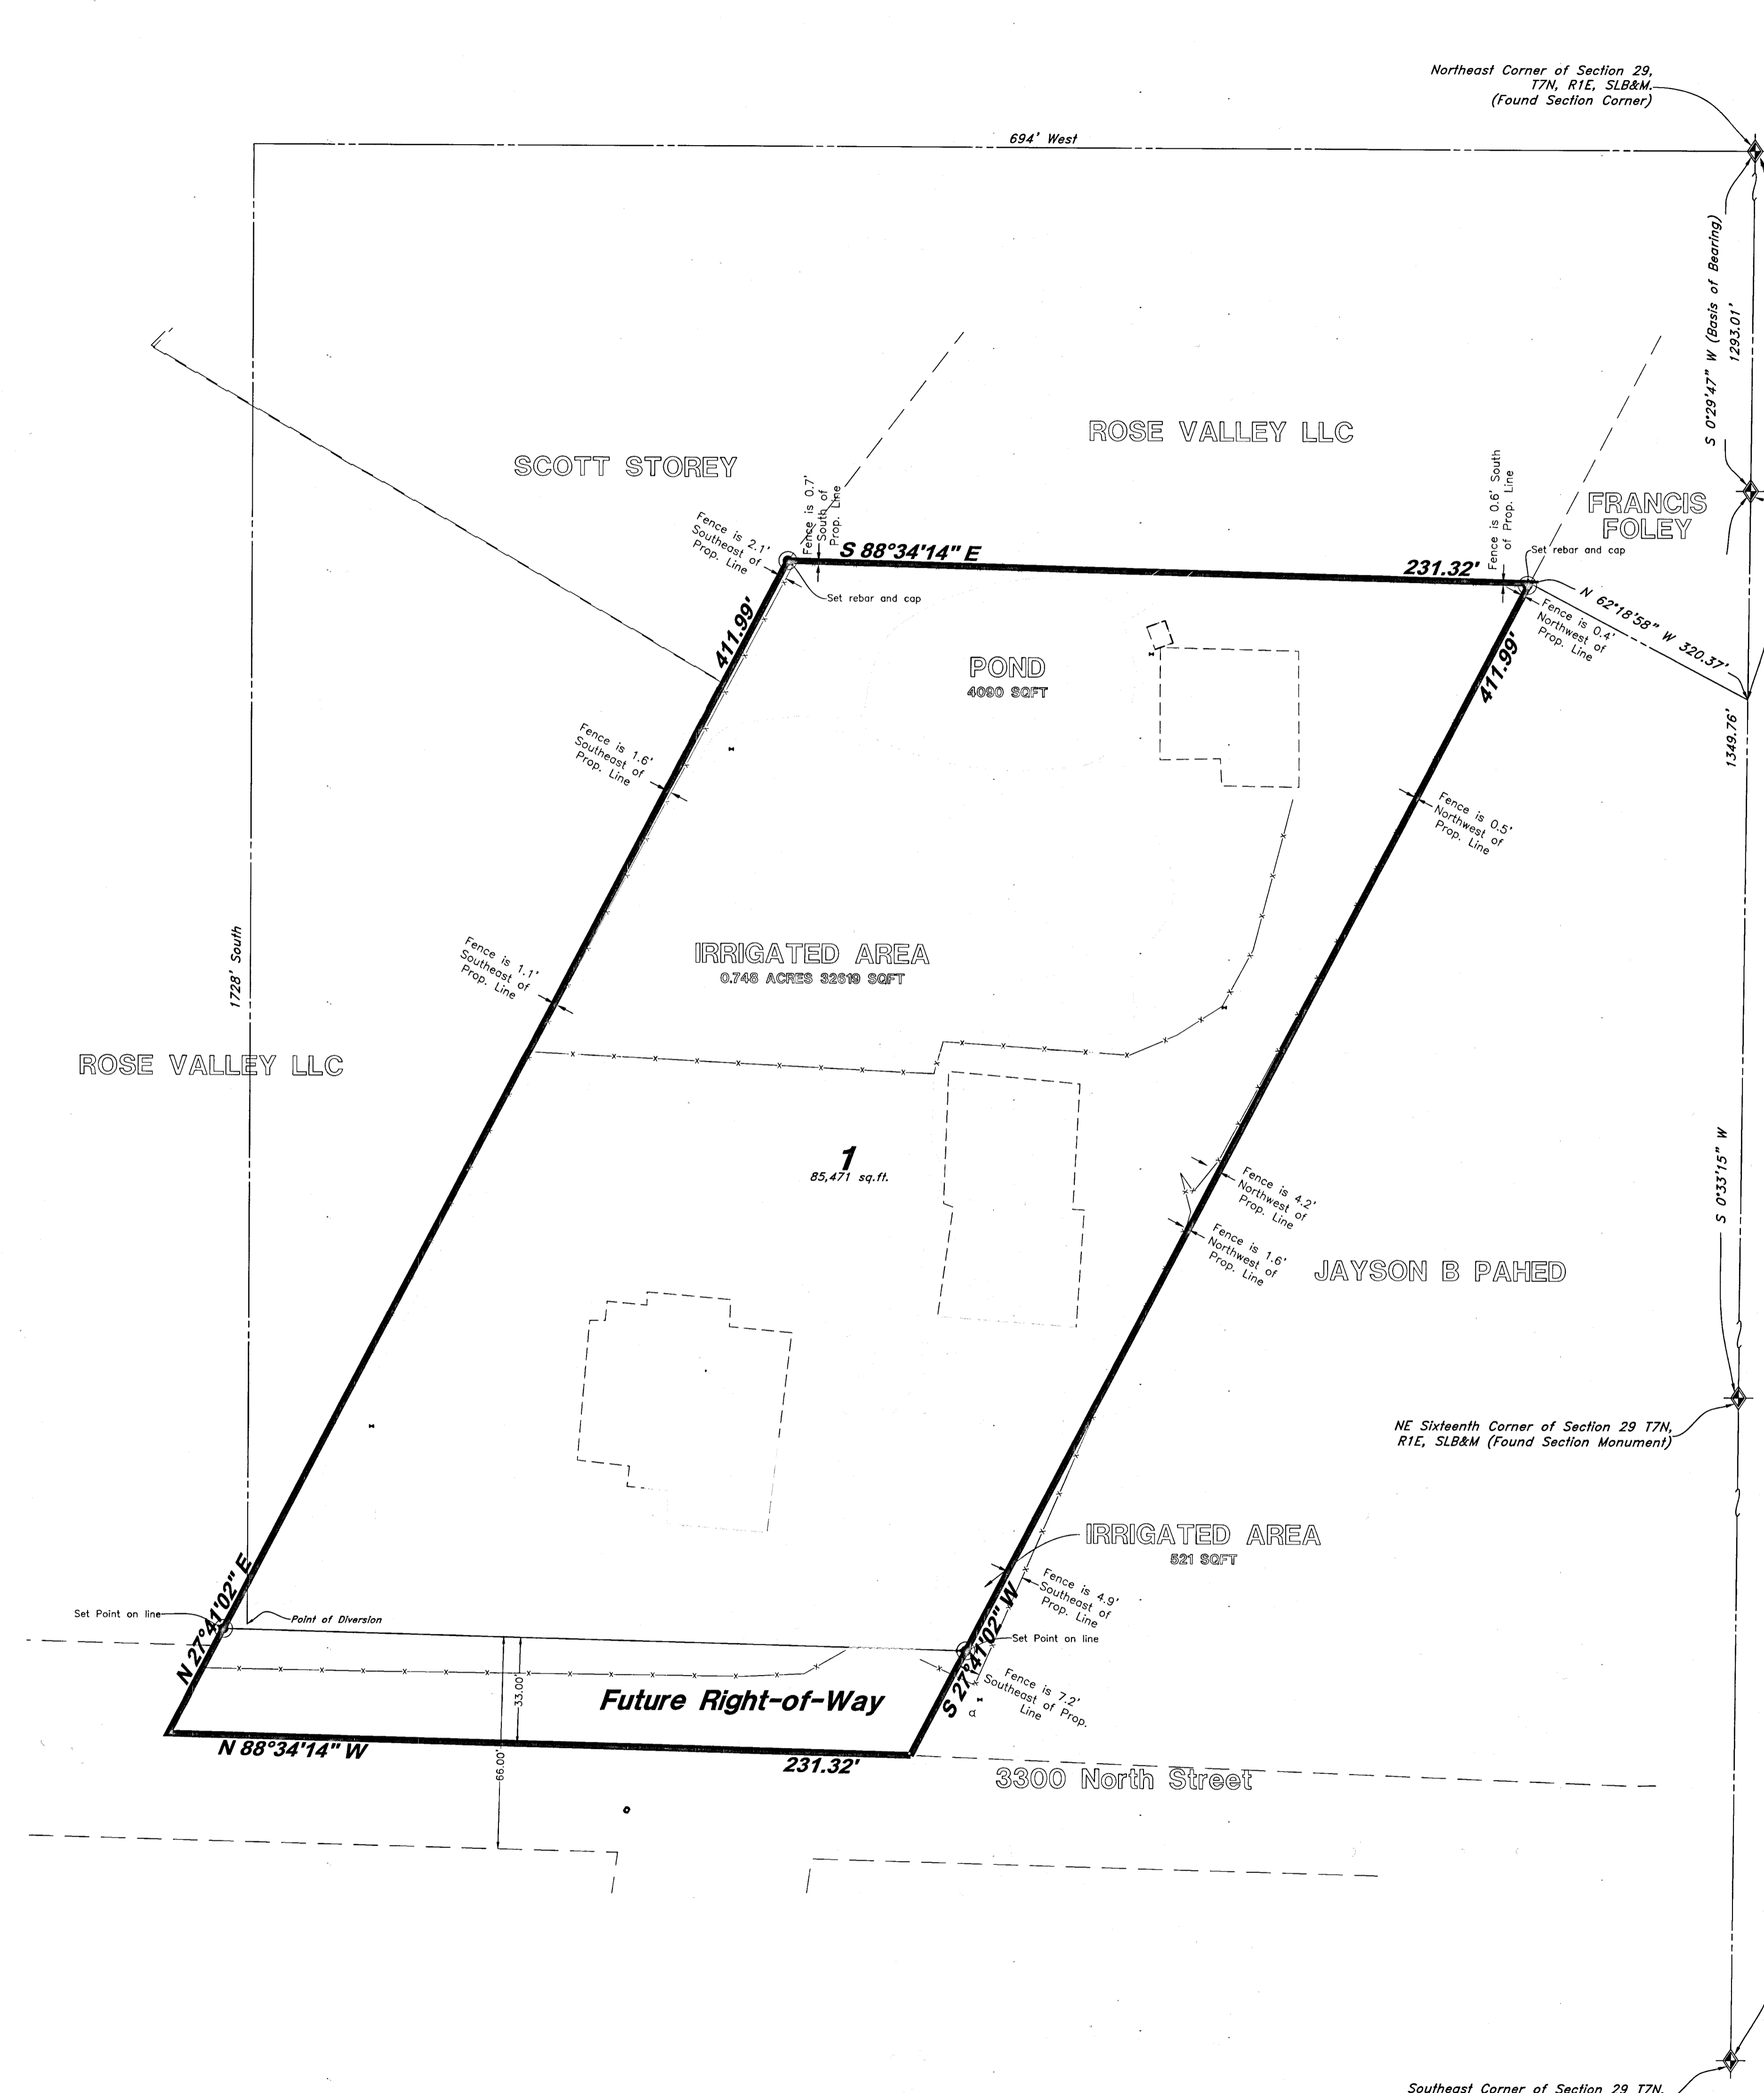 Northeast Corner of Section 29,
T7N, R1E, SLB&M.
(Found Section Corner)
694' West
S 0°29'47" W (Basis of Bearing)
1293.01'
ROSE VALLEY LLC
SCOTT STOREY
FRANCIS
FOLEY
Fence is 0.7'
South of
Prop. Line
Fence is 0.6' South
of Prop. Line
Fence is 2.1'
Southeast of
Prop. Line
S 88°34'14" E
231.32'
Set rebar and cap
Set rebar and cap
N 62°18'58" W 320.37'
Fence is 0.4'
Northwest of
Prop. Line
411.99'
411.99'
POND
4090 SQFT
1349.76'
Fence is 1.6'
Southeast of
Prop. Line
Fence is 0.5'
Northwest of
Prop. Line
1728' South
Fence is 1.1'
Southeast of
Prop. Line
IRRIGATED AREA
0.748 ACRES 32619 SQFT
ROSE VALLEY LLC
1
85,471 sq.ft.
S 0°33'15" W
Fence is 4.2'
Northwest of
Prop. Line
Fence is 1.6'
Northwest of
Prop. Line
JAYSON B PAHED
NE Sixteenth Corner of Section 29 T7N,
R1E, SLB&M (Found Section Monument)
IRRIGATED AREA
521 SQFT
Fence is 4.9'
Southeast of
Prop. Line
N 27°41'02" E
Set Point on line
Point of Diversion
S 27°41'02" W
Set Point on line
Fence is 7.2'
Southeast of Prop.
Line
33.00'
Future Right-of-Way
N 88°34'14" W
231.32'
66.00'
3300 North Street
Southeast Corner of Section 29 T7N,